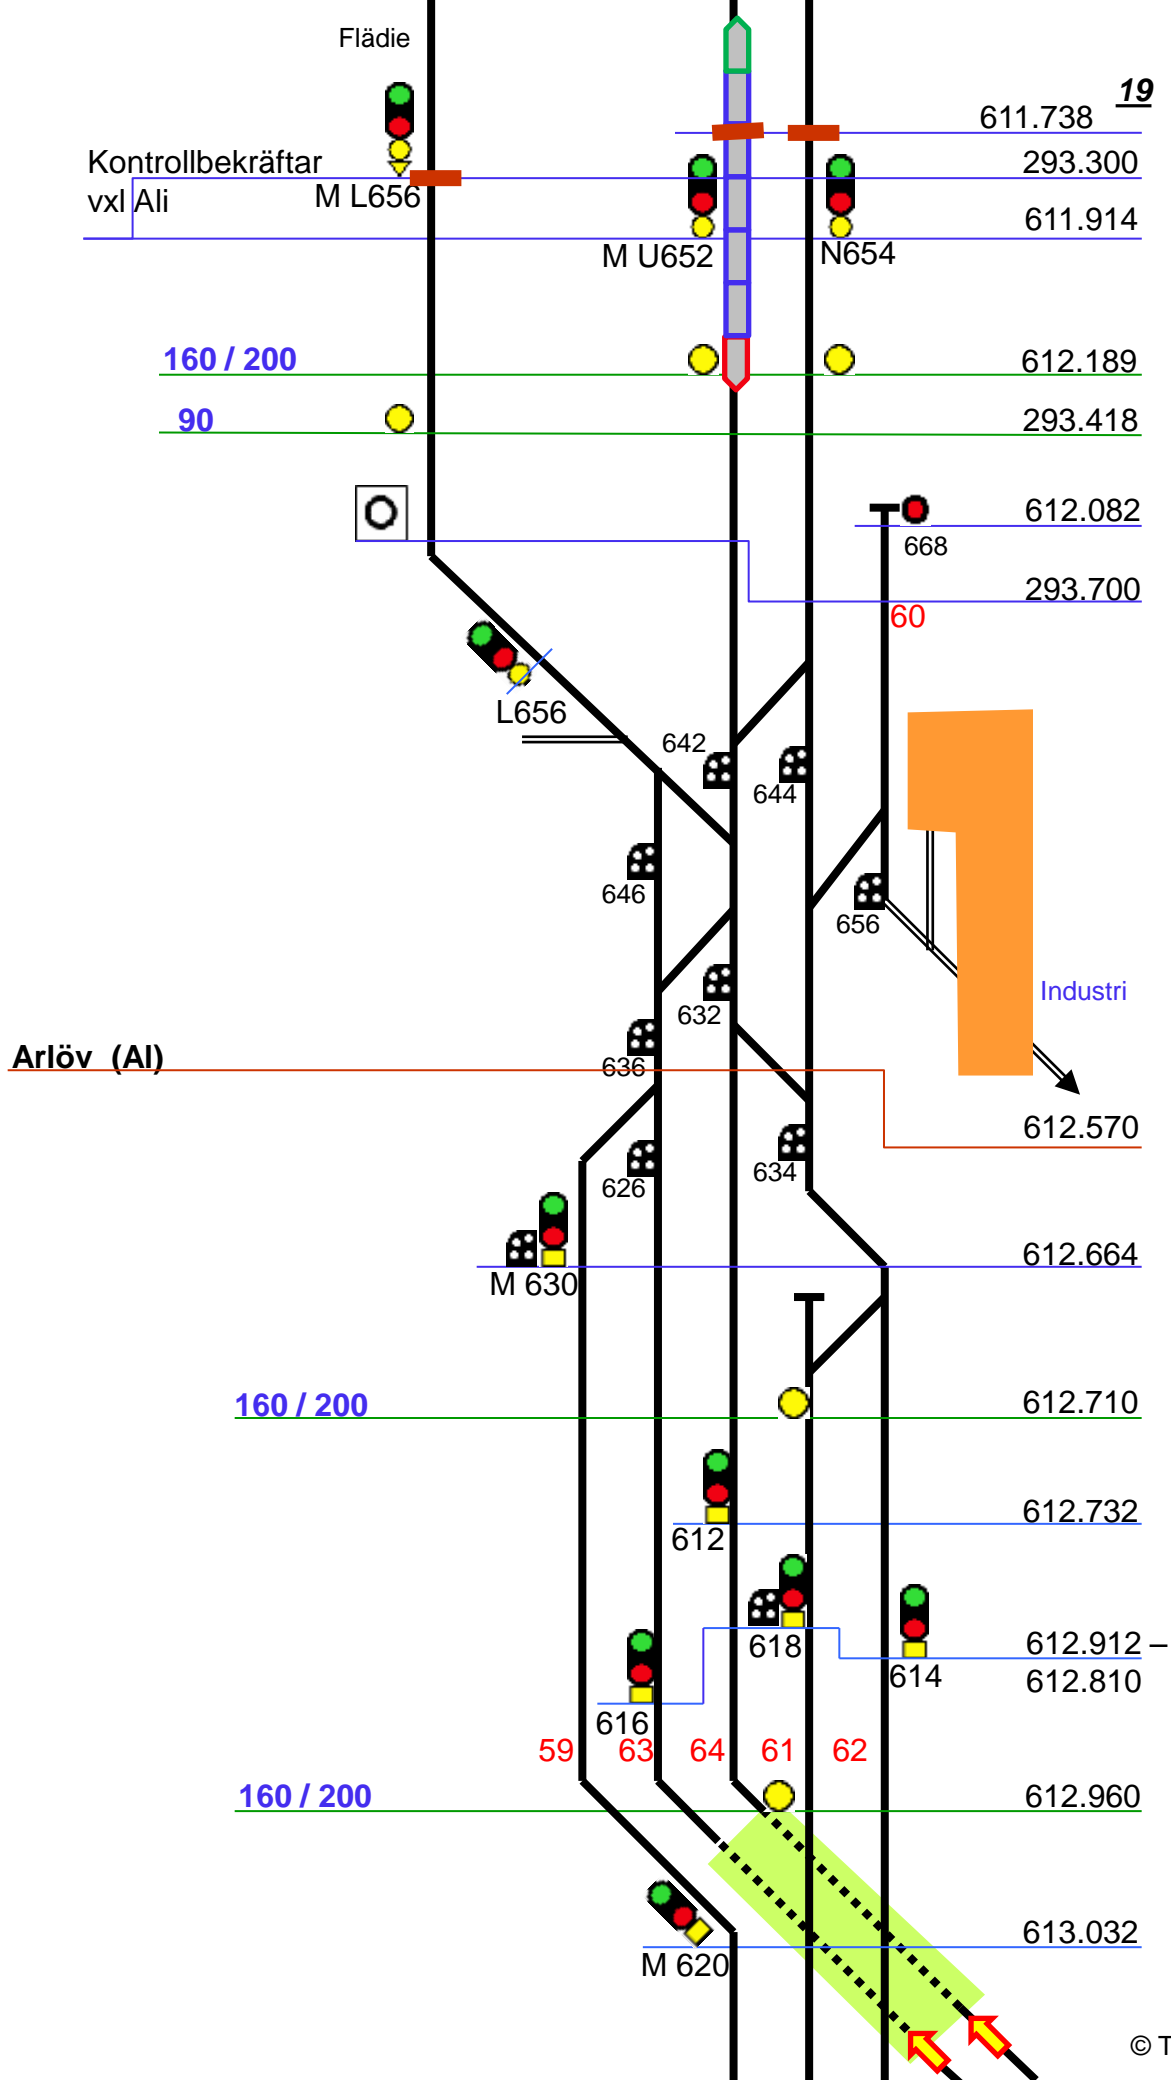 Flädie
19
611.738
Kontrollbekräftar
293.300
vxl Ali
M L656
611.914
M U652
N654
160 / 200
612.189
90
293.418
612.082
668
293.700
60
L656
642
644
646
656
Industri
632
Arlöv (Al)
636
612.570
634
626
612.664
M 630
160 / 200
612.710
612.732
612
618
612.912 –
614
612.810
616
59
63
64
61
62
160 / 200
612.960
613.032
M 620
© T